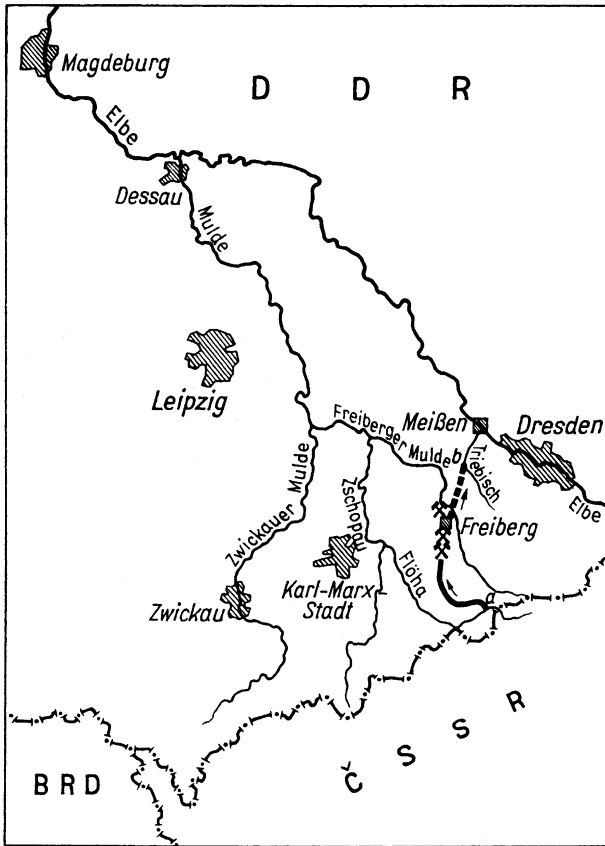 Magdeburg
D D R
Elbe
Dessau
Mulde
Leipzig
Meißen
Dresden
Freiberger
Mulde
b
Triebisch
Elbe
Zwickauer Mulde
Zschopau
Freiberg
Flöha
Karl-Marx-
Stadt
a
Zwickau
Č S S R
B R D